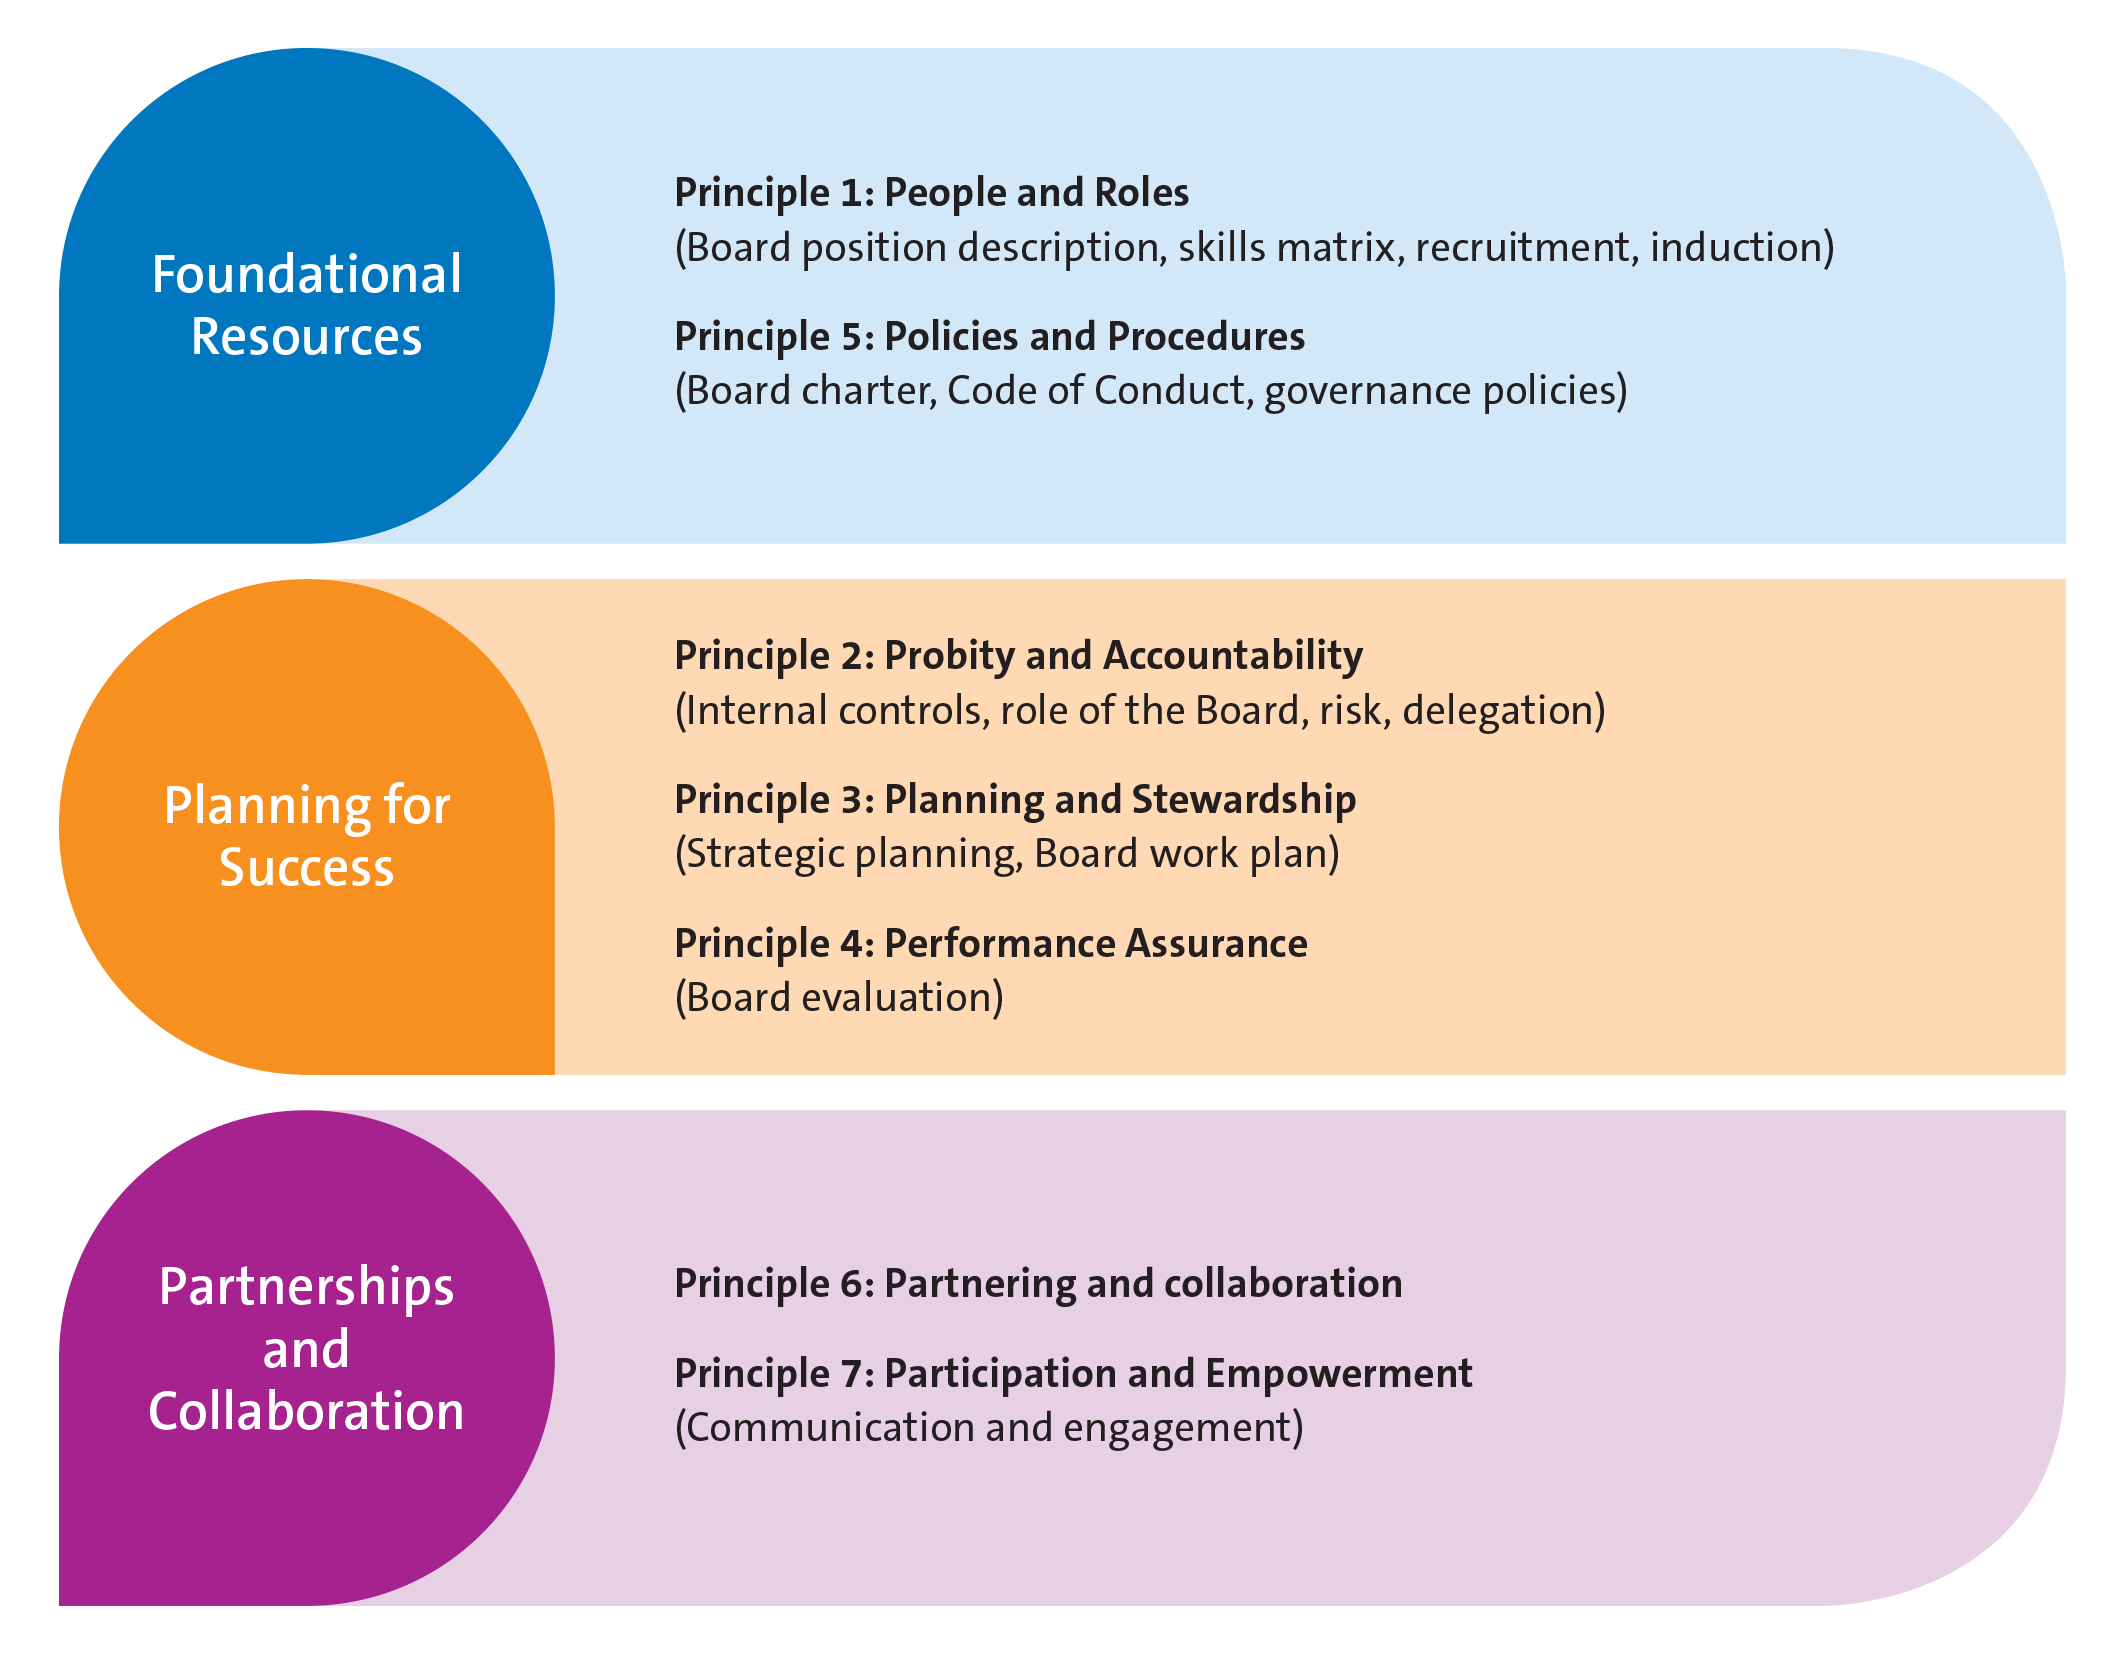 Foundational
Resources
Principle 1: People and Roles
(Board position description, skills matrix, recruitment, induction)
Principle 5: Policies and Procedures
(Board charter, Code of Conduct, governance policies)
Planning for
Success
Principle 2: Probity and Accountability
(Internal controls, role of the Board, risk, delegation)
Principle 3: Planning and Stewardship
(Strategic planning, Board work plan)
Principle 4: Performance Assurance
(Board evaluation)
Partnerships
and
Collaboration
Principle 6: Partnering and collaboration
Principle 7: Participation and Empowerment
(Communication and engagement)